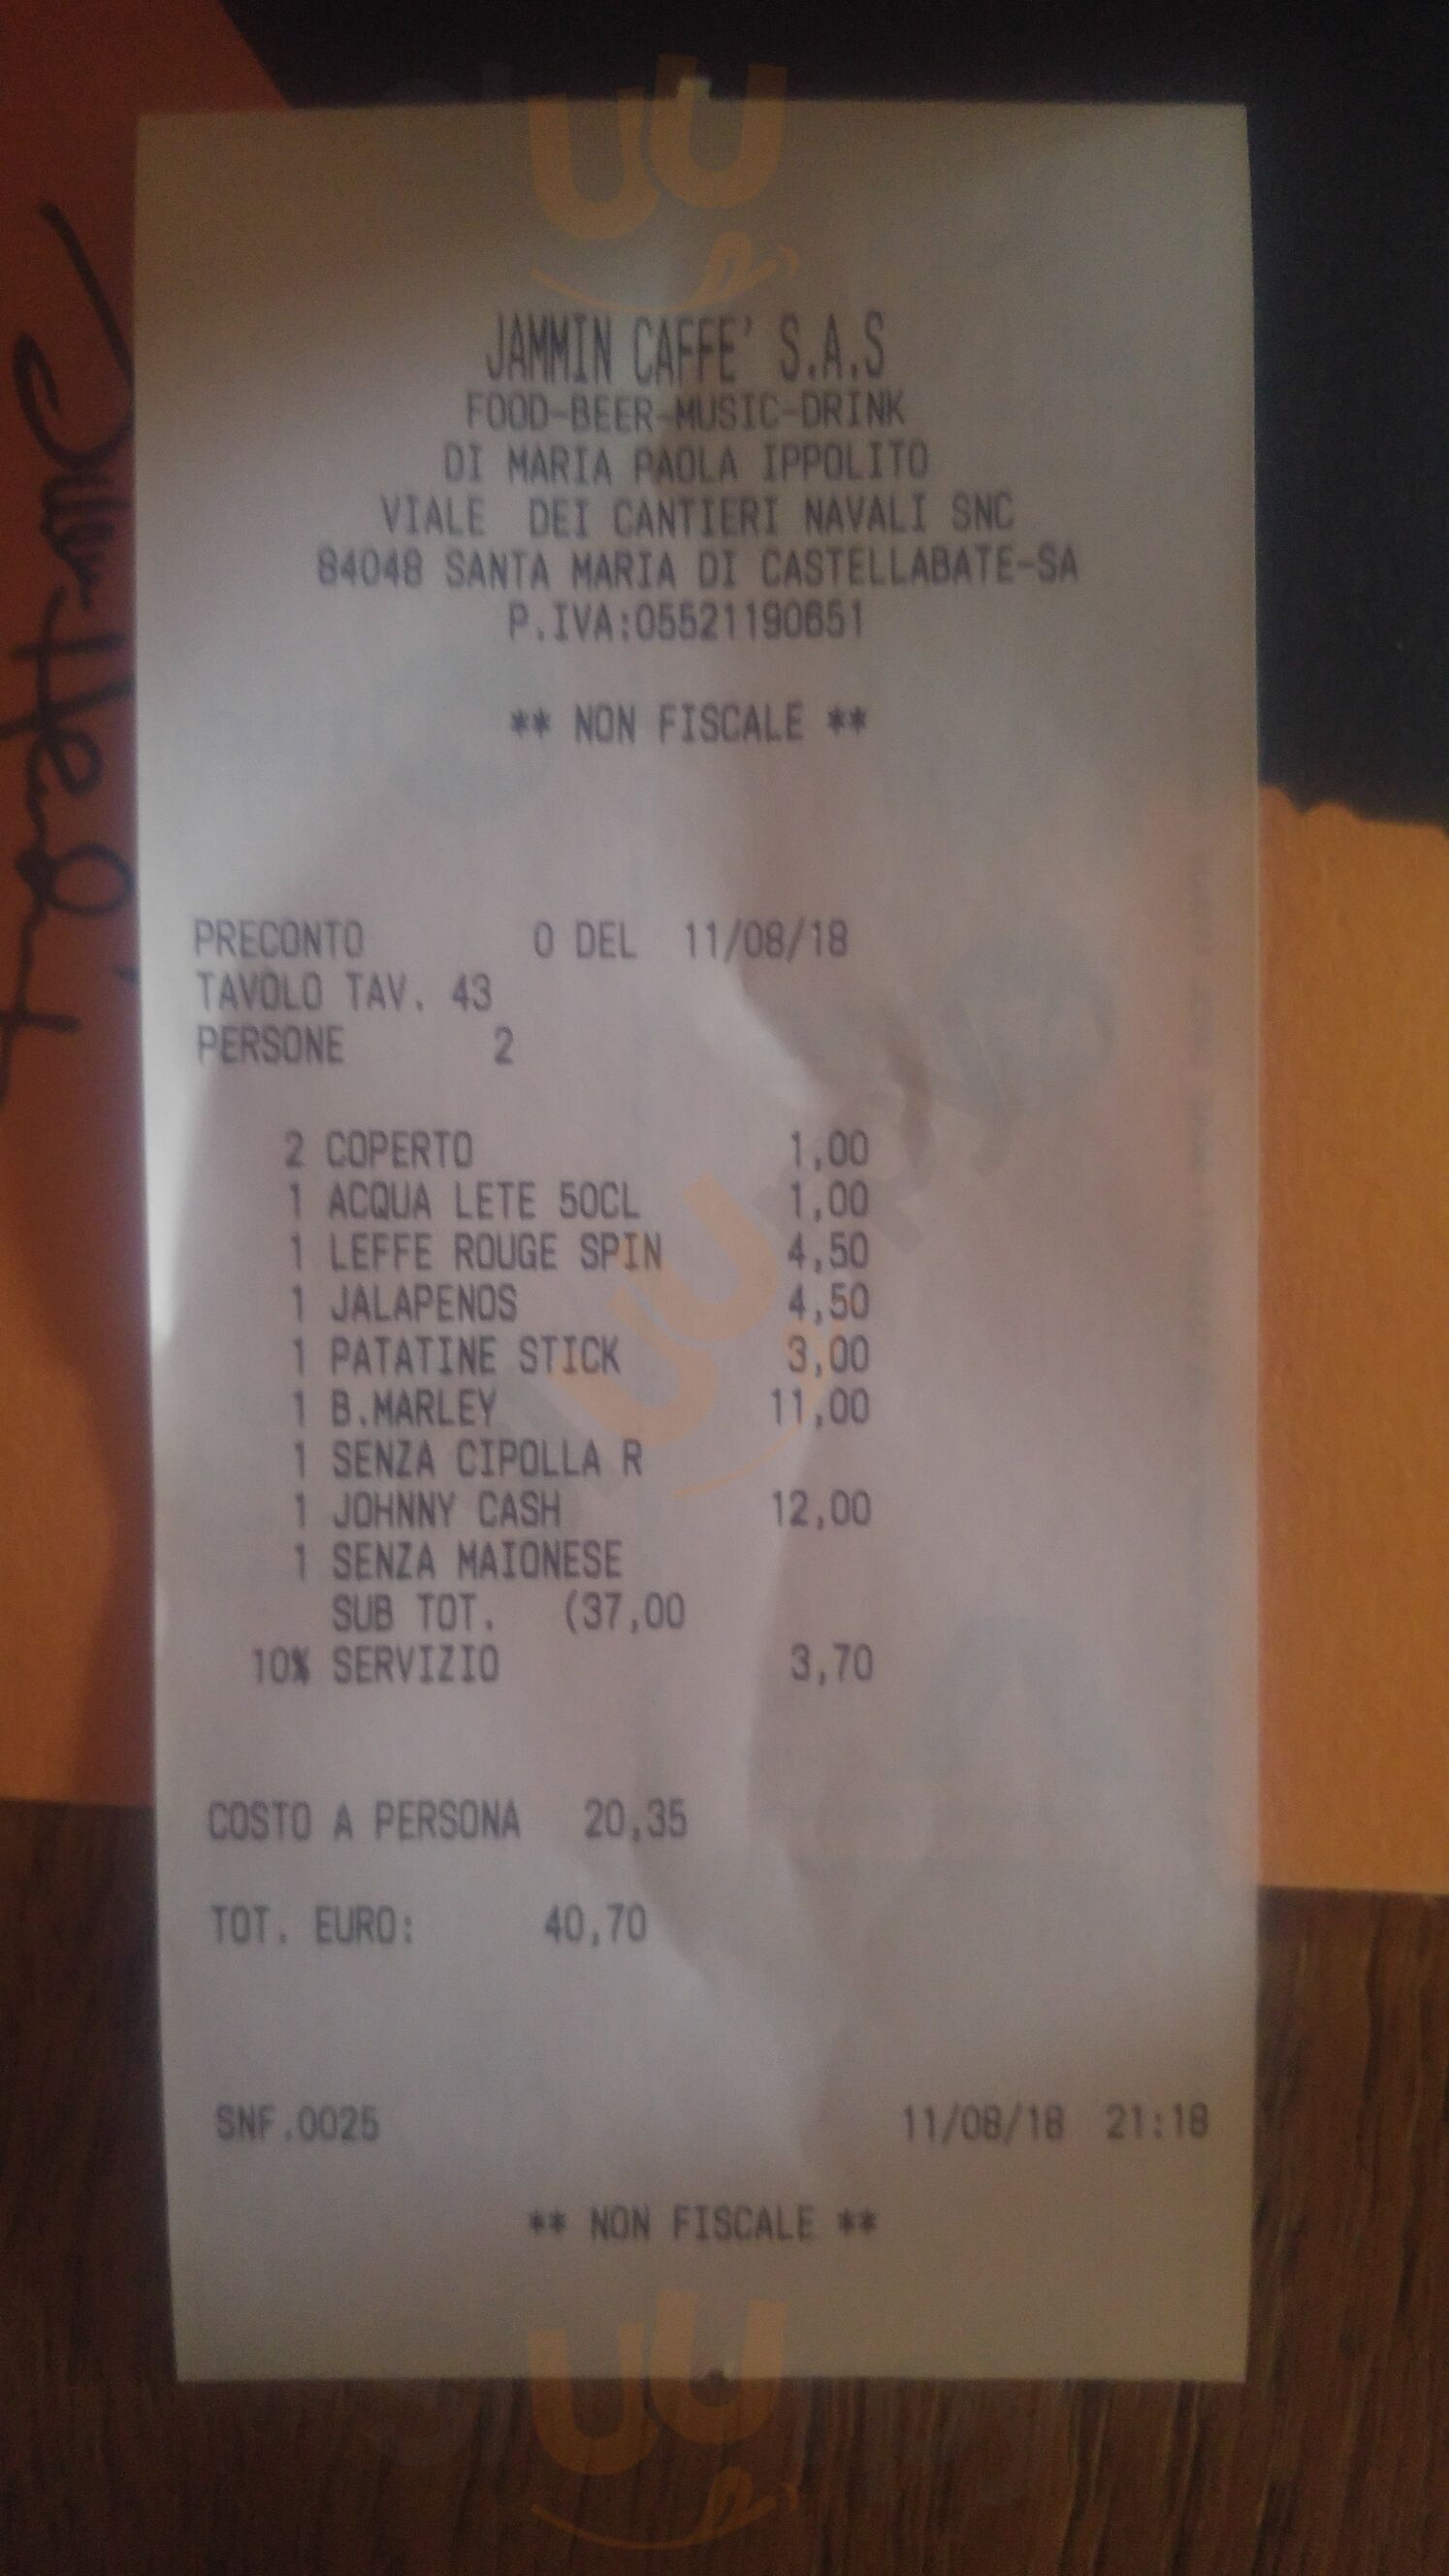 JAMMIN CAFFE' S.A.S
FOOD-BEER-MUSIC-DRINK
DI MARIA PAOLA IPPOLITO
VIALE DEI CANTIERI NAVALI SNC
84048 SANTA MARIA DI CASTELLABATE-SA
P.IVA:05521190651
** NON FISCALE **
PRECONTO 0 DEL 11/08/18
TAVOLO TAV. 43
PERSONE 2
2 COPERTO 1,00
1 ACQUA LETE 50CL 1,00
1 LEFFE ROUGE SPIN 4,50
1 JALAPENOS 4,50
1 PATATINE STICK 3,00
1 B.MARLEY 11,00
1 SENZA CIPOLLA R
1 JOHNNY CASH 12,00
1 SENZA MAIONESE
SUB TOT. (37,00
10% SERVIZIO 3,70
COSTO A PERSONA 20,35
TOT. EURO: 40,70
SNF.0025 11/08/18 21:18
** NON FISCALE **